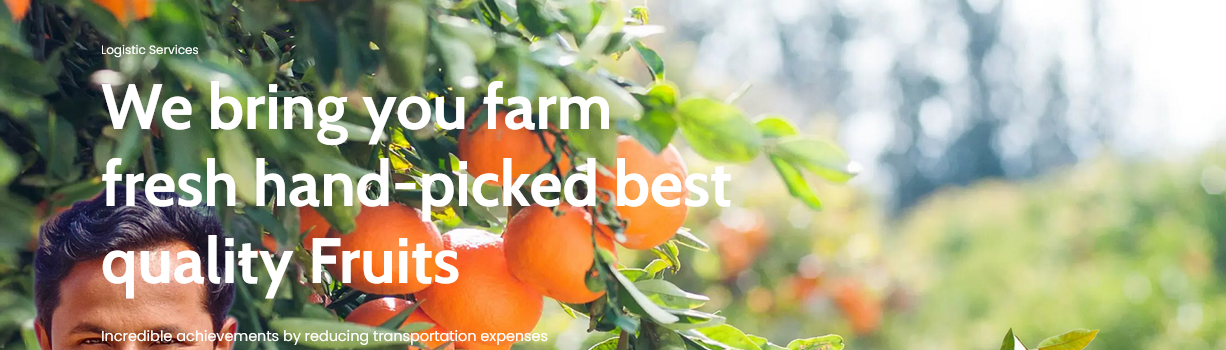 Logistic Services
We bring you farm
fresh hand-picked best
quality Fruits
Incredible achievements by reducing transportation expenses